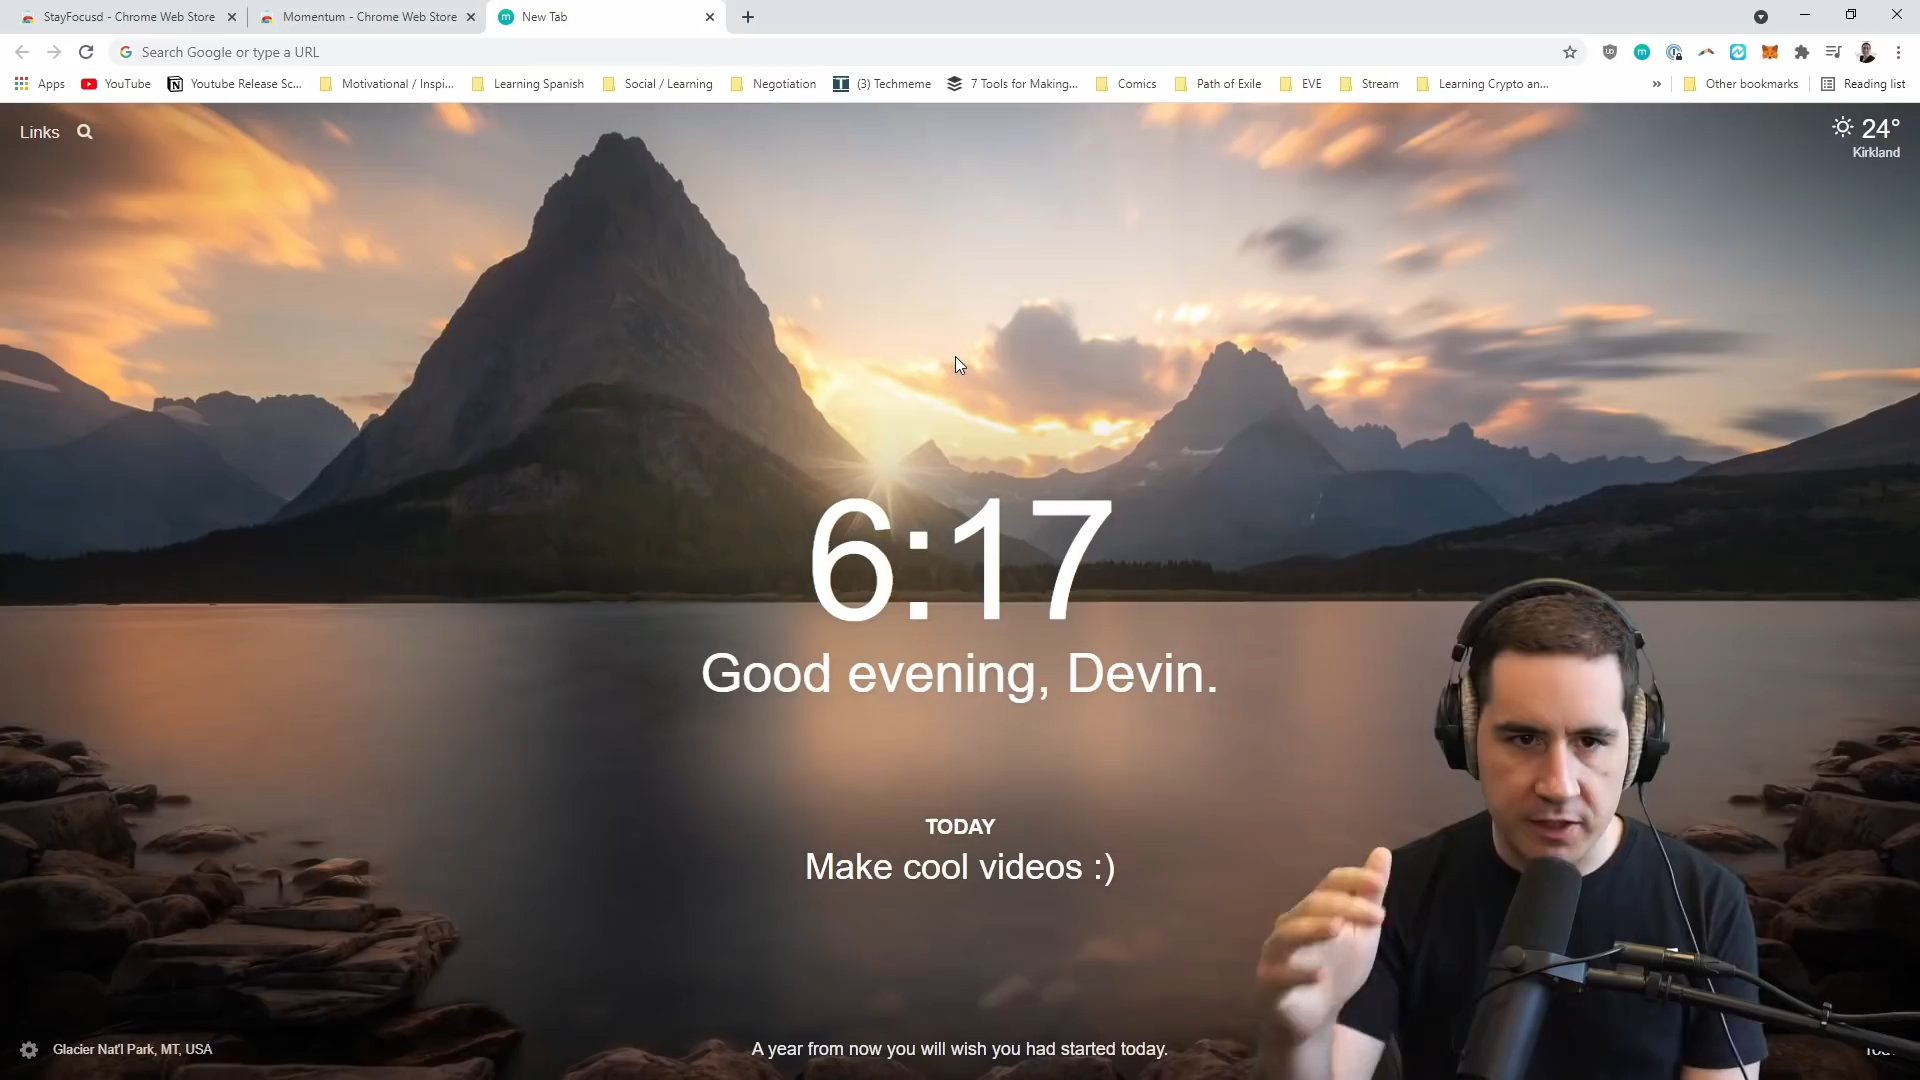 StayFocusd - Chrome Web Store
Momentum - Chrome Web Store
New Tab
Search Google or type a URL
Apps
YouTube
Youtube Release Sc...
Motivational / Inspi...
Learning Spanish
Social / Learning
Negotiation
(3) Techmeme
7 Tools for Making...
Comics
Path of Exile
EVE
Stream
Learning Crypto an...
Other bookmarks
Reading list
Links
24°
Kirkland
6:17
Good evening, Devin.
TODAY
Make cool videos :)
Glacier Nat'l Park, MT, USA
A year from now you will wish you had started today.